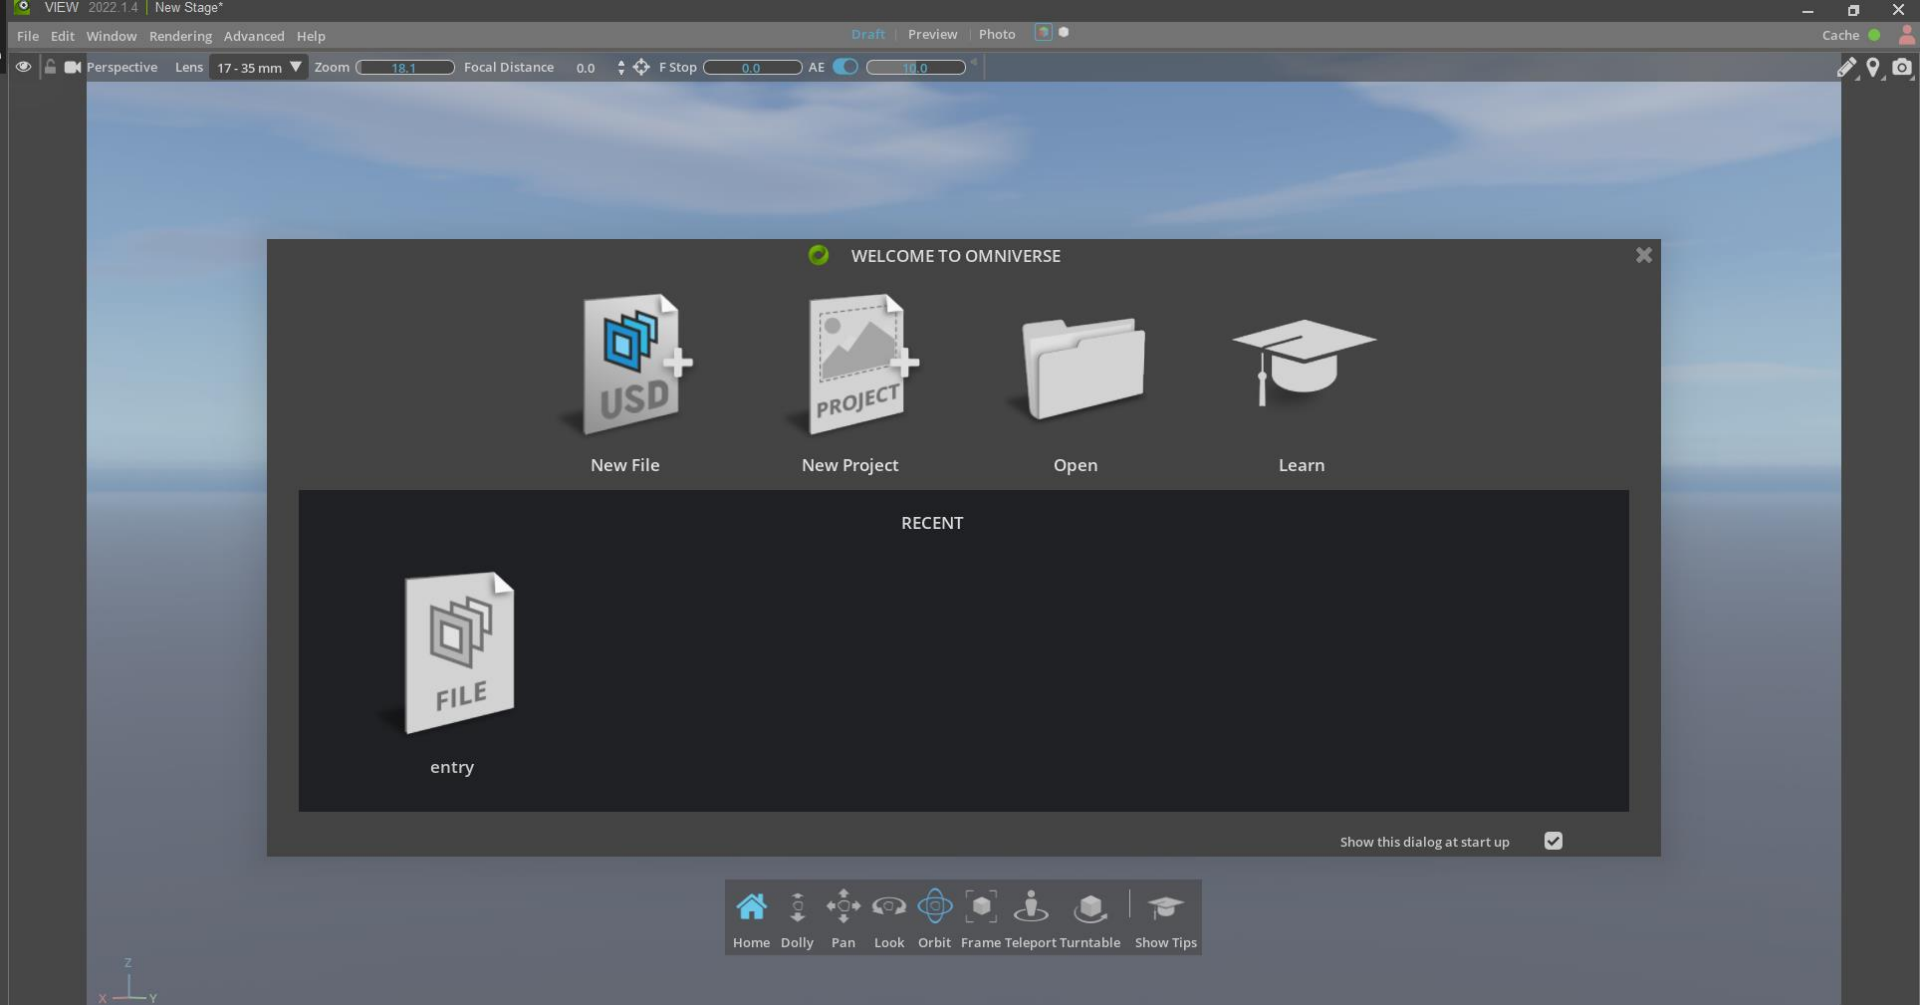 VIEW 2022.1.4 New Stage*
File Edit Window Rendering Advanced Help Draft Preview Photo Cache
Perspective Lens 17 - 35 mm Zoom 18.1 Focal Distance 0.0 F Stop 0.0 AE 10.0
WELCOME TO OMNIVERSE
USD
PROJECT
New File New Project Open Learn
RECENT
FILE
entry
Show this dialog at start up
Home Dolly Pan Look Orbit Frame Teleport Turntable Show Tips
Z
X Y